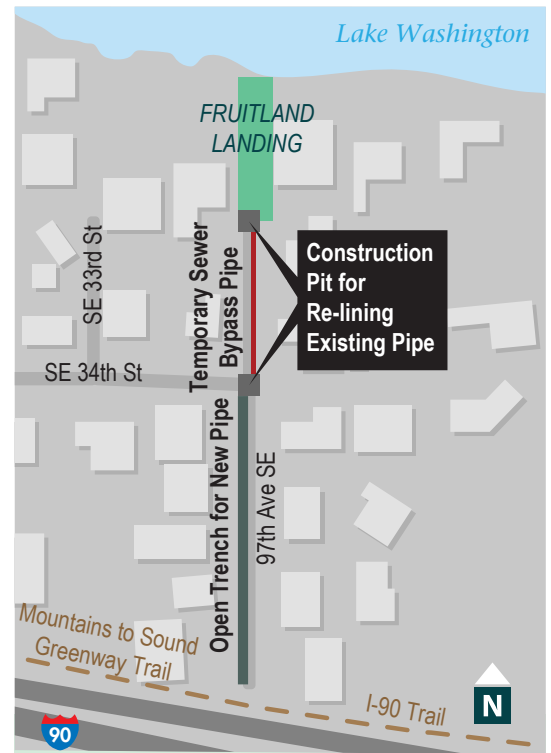 Lake Washington
FRUITLAND
LANDING
Construction
Pit for
Re-lining
Existing Pipe
Temporary Sewer
Bypass Pipe
SE 33rd St
SE 34th St
Open Trench for New Pipe
97th Ave SE
Mountains to Sound
Greenway Trail
I-90 Trail
N
90